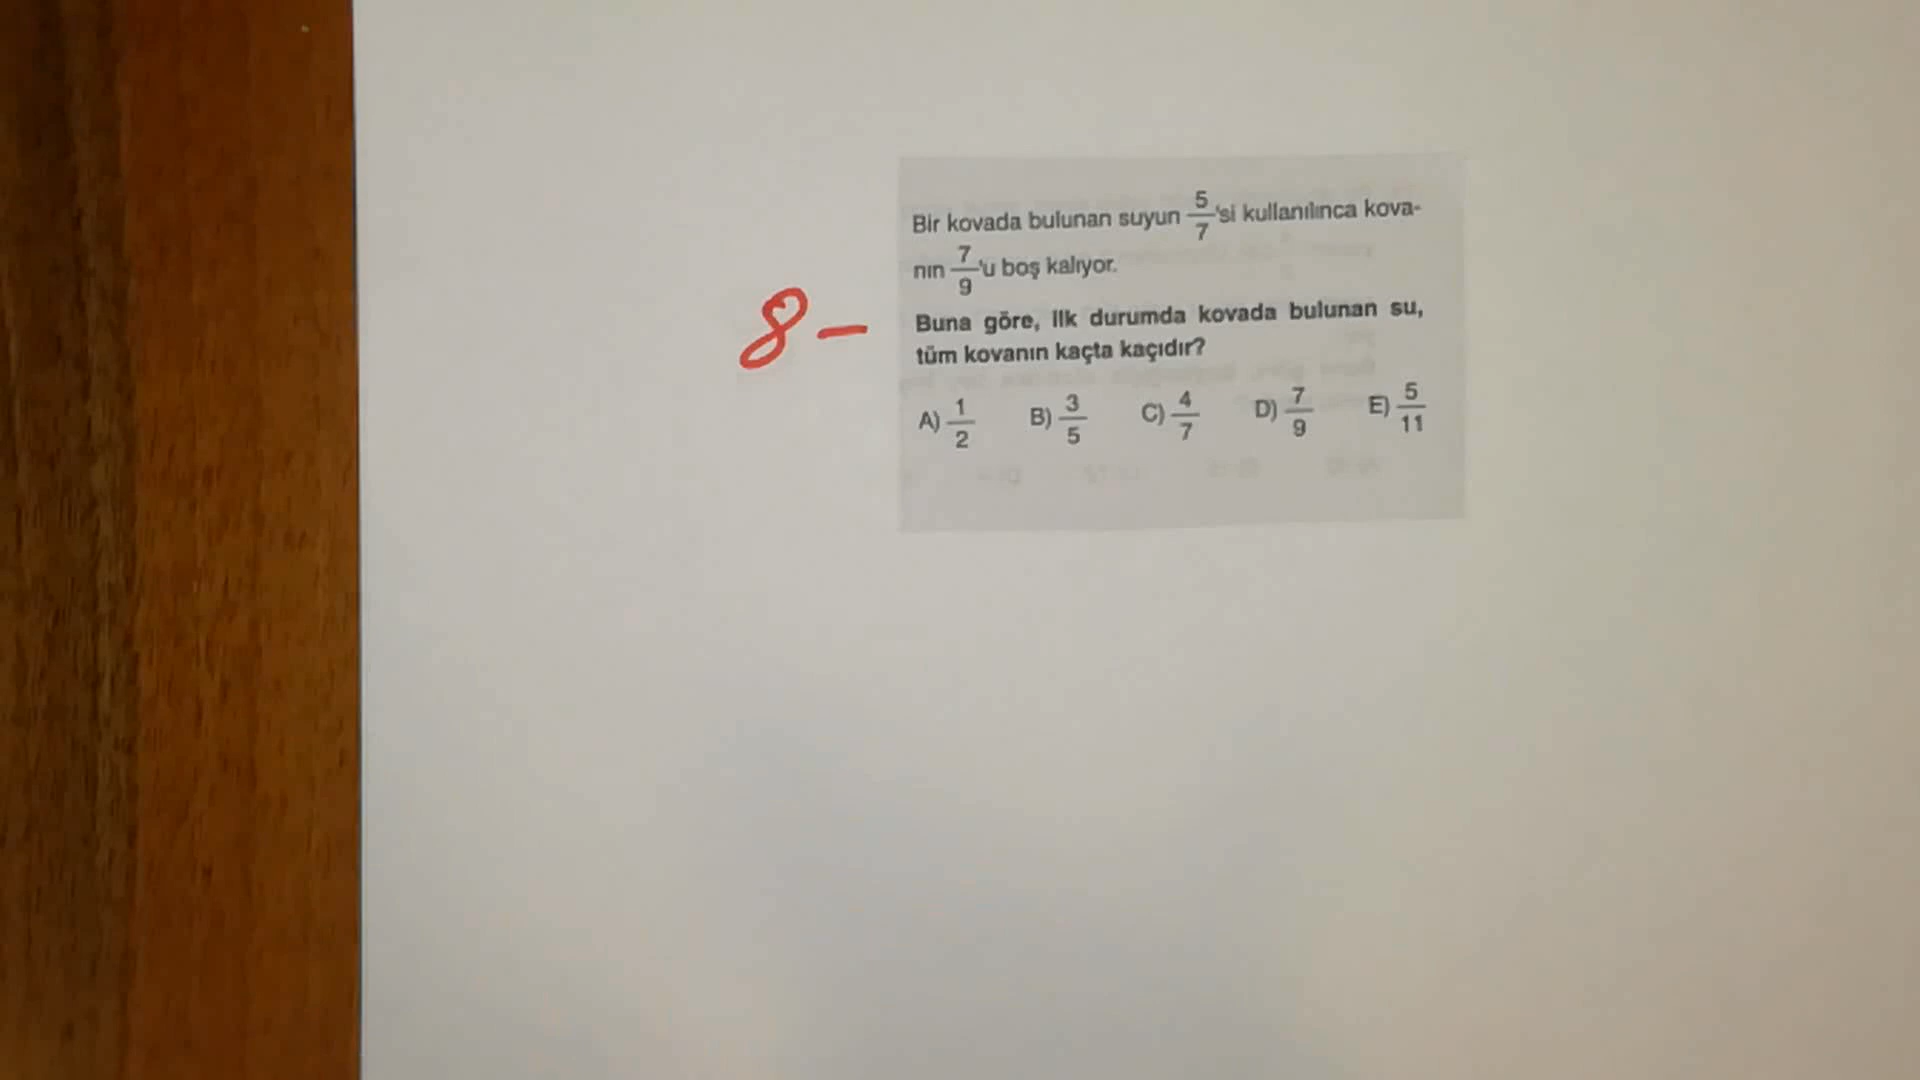 8-
Bir kovada bulunan suyun 5/7'si kullanılınca kova-
nın 7/9'u boş kalıyor.
Buna göre, ilk durumda kovada bulunan su,
tüm kovanın kaçta kaçıdır?
A) 1/2 B) 3/5 C) 4/7 D) 7/9 E) 5/11